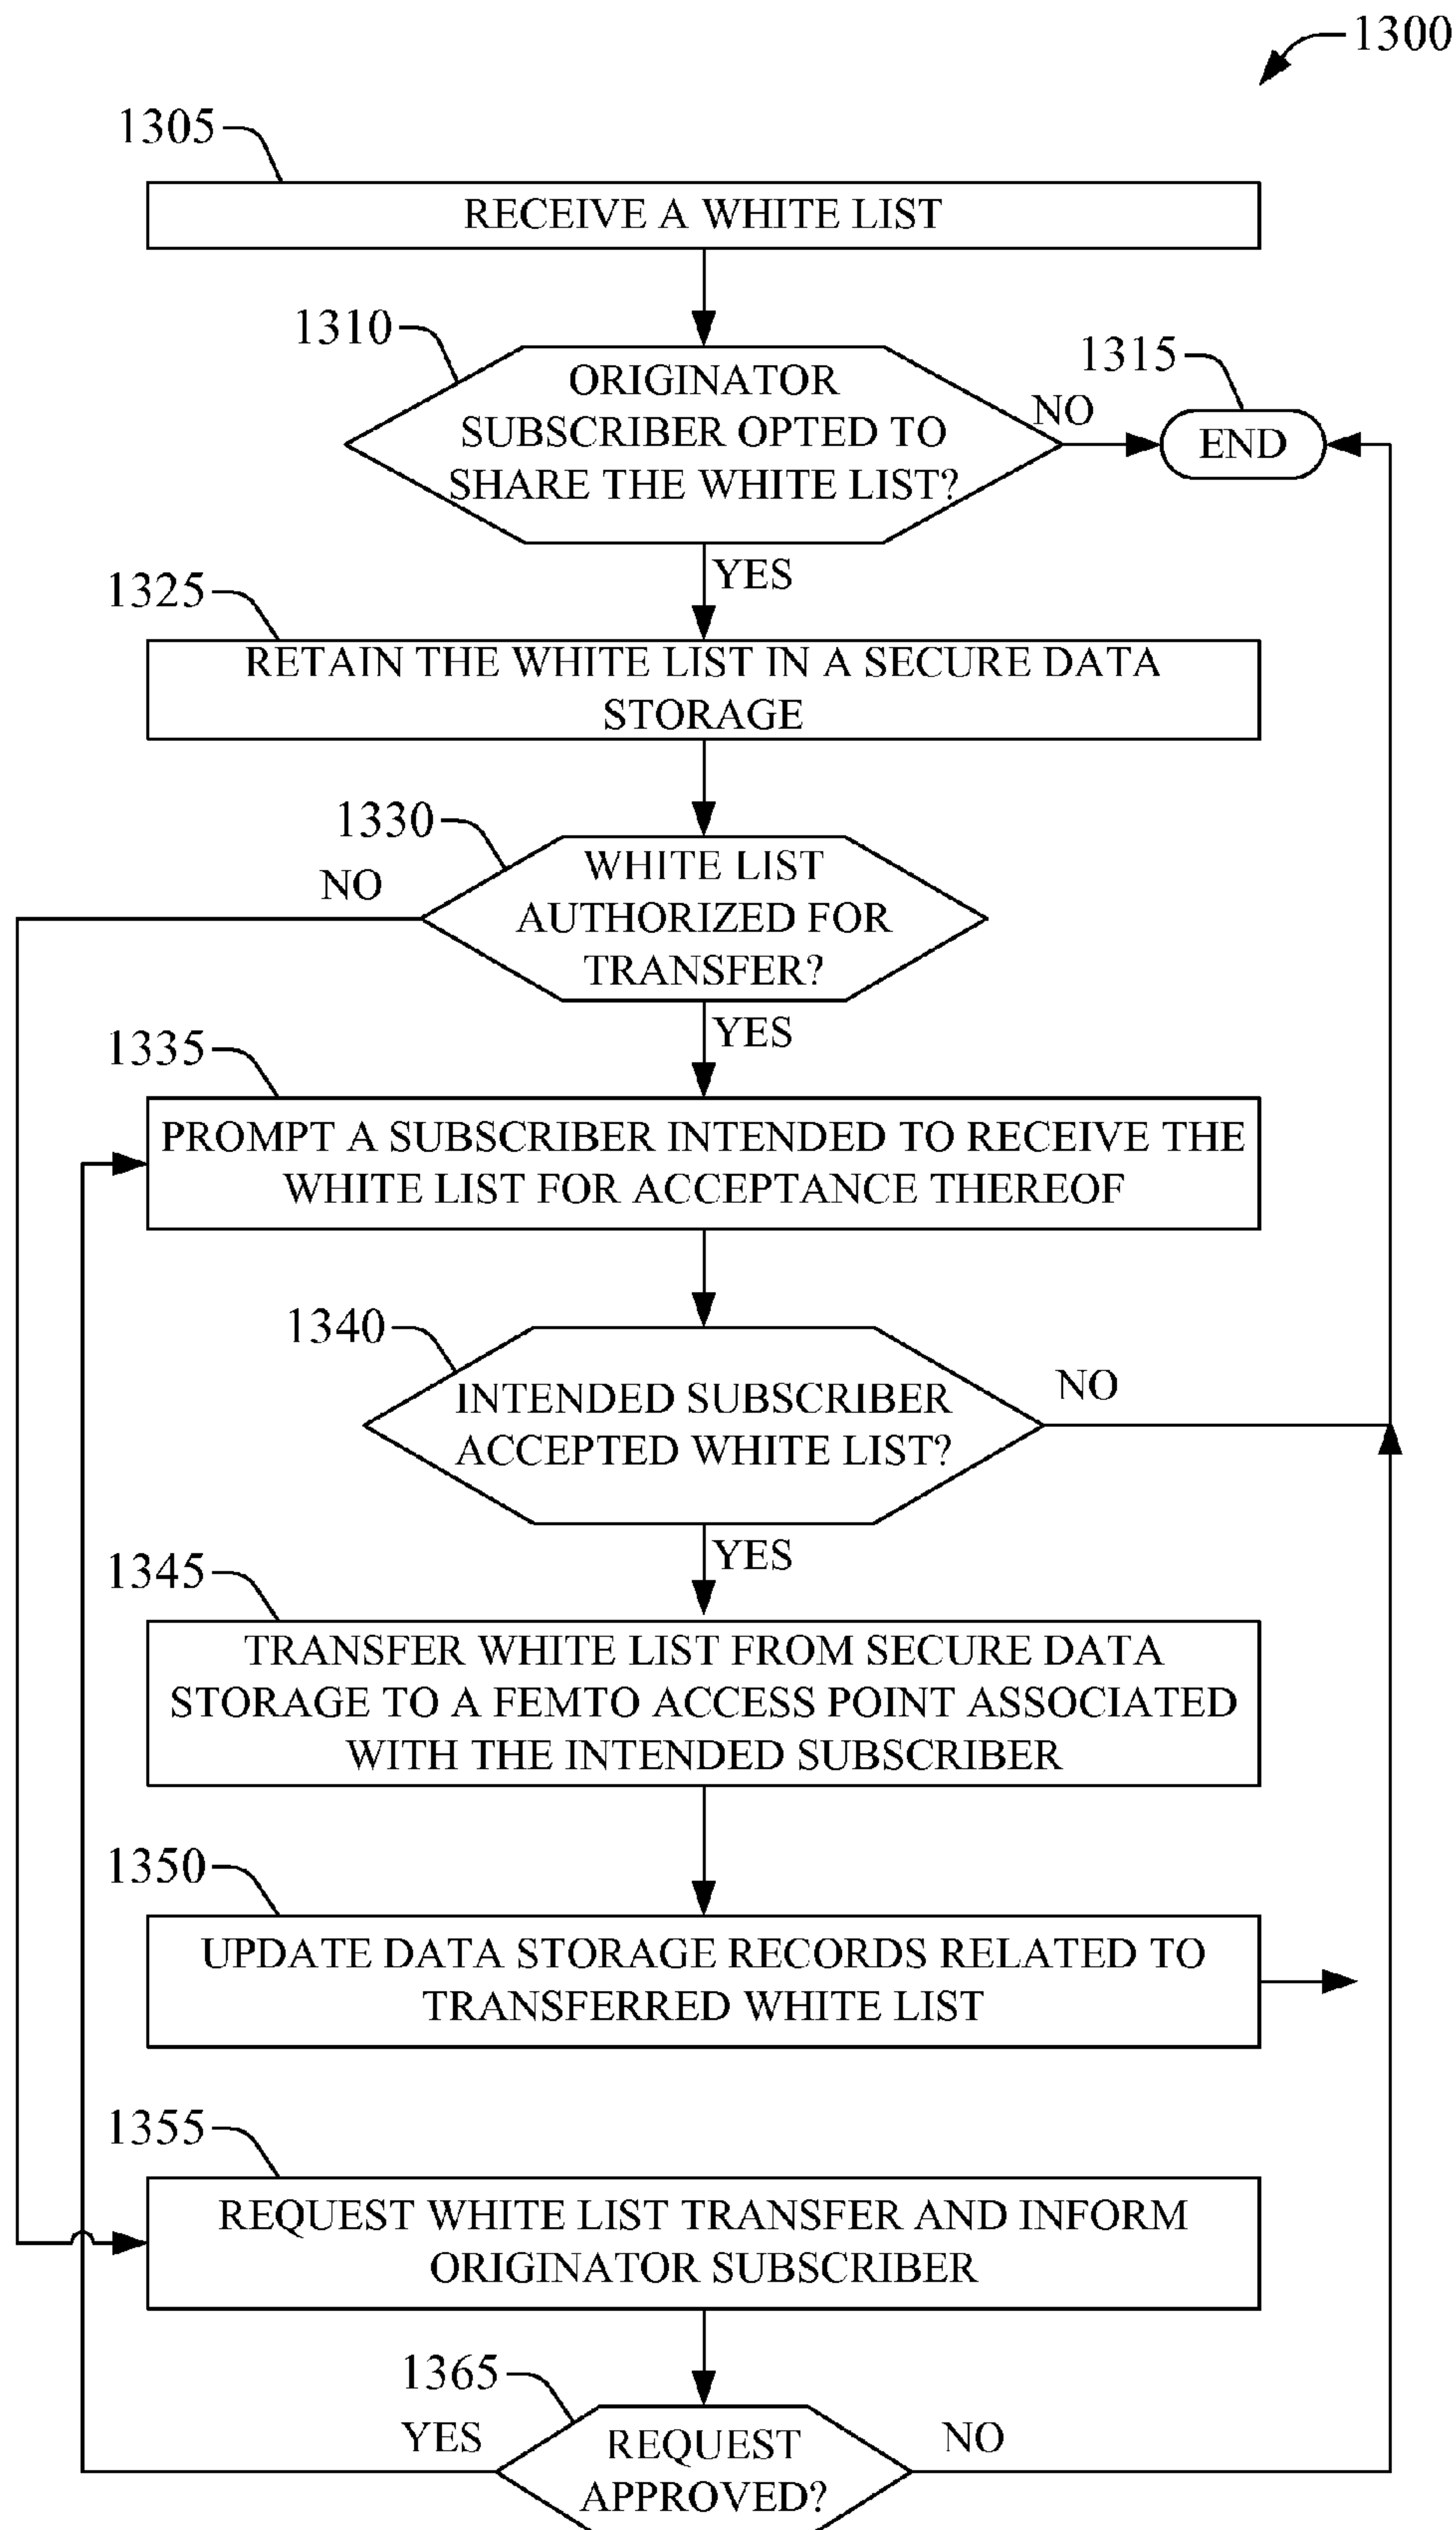 1300
1305
RECEIVE A WHITE LIST
1310
ORIGINATOR
SUBSCRIBER OPTED TO
SHARE THE WHITE LIST?
NO
1315
END
YES
1325
RETAIN THE WHITE LIST IN A SECURE DATA
STORAGE
1330
NO
WHITE LIST
AUTHORIZED FOR
TRANSFER?
YES
1335
PROMPT A SUBSCRIBER INTENDED TO RECEIVE THE
WHITE LIST FOR ACCEPTANCE THEREOF
1340
INTENDED SUBSCRIBER
ACCEPTED WHITE LIST?
NO
YES
1345
TRANSFER WHITE LIST FROM SECURE DATA
STORAGE TO A FEMTO ACCESS POINT ASSOCIATED
WITH THE INTENDED SUBSCRIBER
1350
UPDATE DATA STORAGE RECORDS RELATED TO
TRANSFERRED WHITE LIST
1355
REQUEST WHITE LIST TRANSFER AND INFORM
ORIGINATOR SUBSCRIBER
1365
YES
REQUEST
APPROVED?
NO